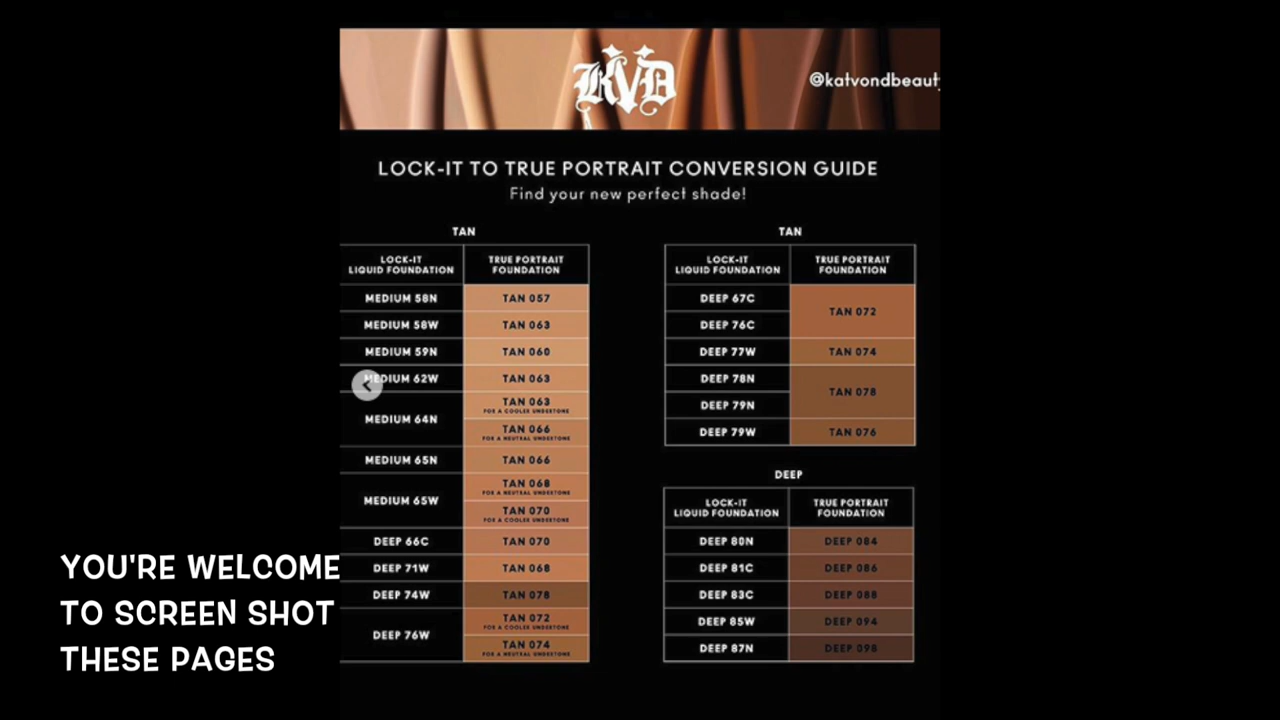 KVD
@katvondbeauty
LOCK-IT TO TRUE PORTRAIT CONVERSION GUIDE
Find your new perfect shade!
TAN
LOCK-IT LIQUID FOUNDATION TRUE PORTRAIT FOUNDATION
MEDIUM 58N TAN 057
MEDIUM 58W TAN 063
MEDIUM 59N TAN 060
MEDIUM 62W TAN 063
MEDIUM 64N
TAN 063
FOR A COOLER UNDERTONE
TAN 066
FOR A NEUTRAL UNDERTONE
MEDIUM 65N TAN 066
MEDIUM 65W
TAN 068
FOR A NEUTRAL UNDERTONE
TAN 070
FOR A COOLER UNDERTONE
DEEP 66C TAN 070
DEEP 71W TAN 068
DEEP 74W TAN 078
DEEP 76W
TAN 072
FOR A COOLER UNDERTONE
TAN 074
FOR A NEUTRAL UNDERTONE
TAN
LOCK-IT LIQUID FOUNDATION TRUE PORTRAIT FOUNDATION
DEEP 67C
TAN 072
DEEP 76C
DEEP 77W TAN 074
DEEP 78N
TAN 078
DEEP 79N
DEEP 79W TAN 076
DEEP
LOCK-IT LIQUID FOUNDATION TRUE PORTRAIT FOUNDATION
DEEP 80N DEEP 084
DEEP 81C DEEP 086
DEEP 83C DEEP 088
DEEP 85W DEEP 094
DEEP 87N DEEP 098
YOU'RE WELCOME
TO SCREEN SHOT
THESE PAGES